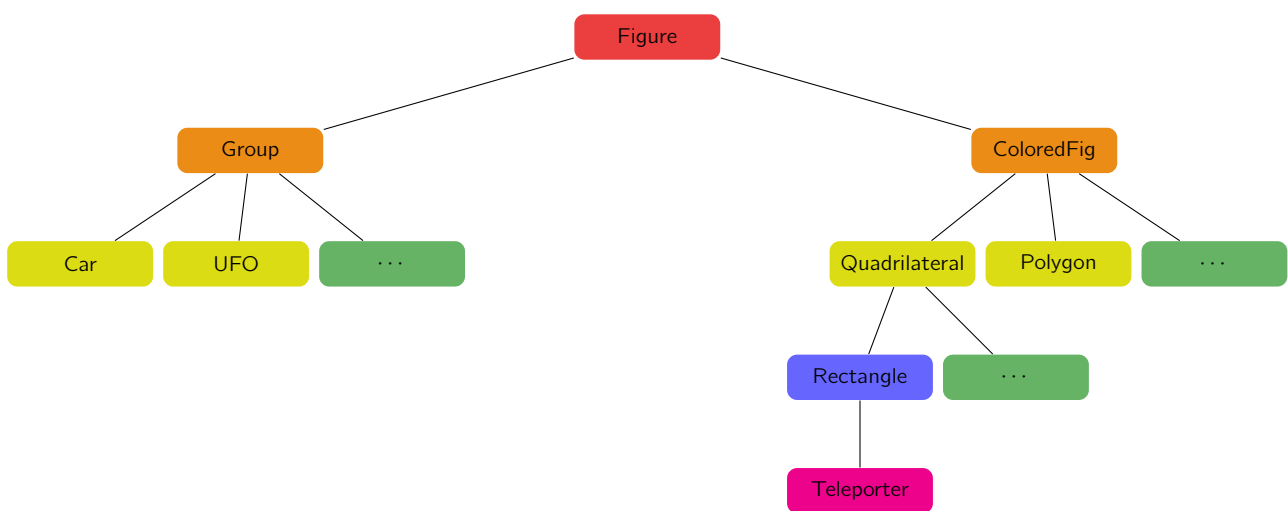 Figure
Group
ColoredFig
Car
UFO
...
Quadrilateral
Polygon
...
Rectangle
...
Teleporter